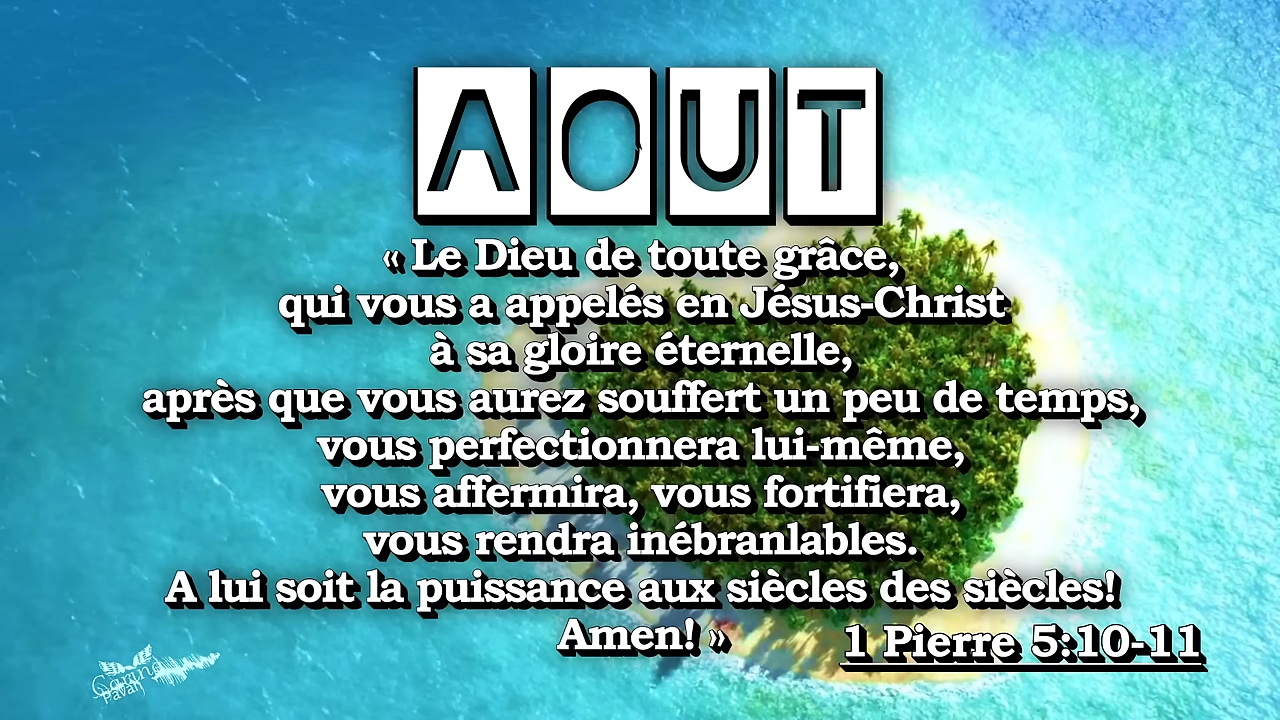 AOUT
« Le Dieu de toute grâce,
qui vous a appelés en Jésus-Christ
à sa gloire éternelle,
après que vous aurez souffert un peu de temps,
vous perfectionnera lui-même,
vous affermira, vous fortifiera,
vous rendra inébranlables.
A lui soit la puissance aux siècles des siècles!
Amen! »
1 Pierre 5:10-11
Pavan